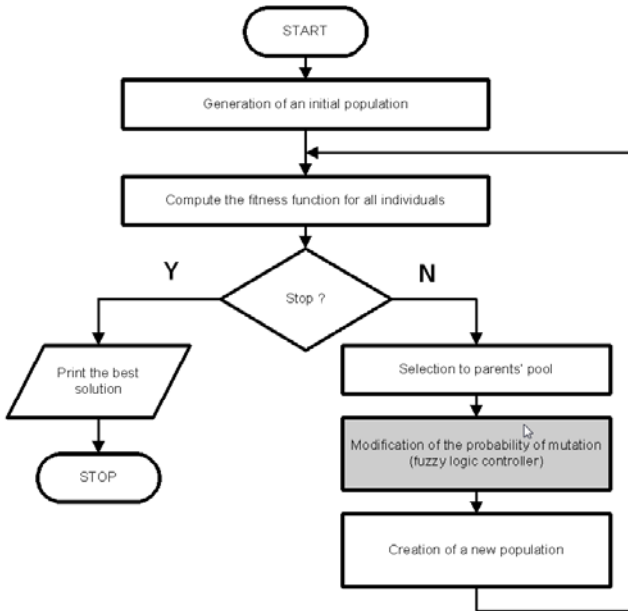 START
Generation of an initial population
Compute the fitness function for all individuals
Y
N
Stop ?
Print the best
solution
Selection to parents' pool
Modification of the probability of mutation
(fuzzy logic controller)
STOP
Creation of a new population